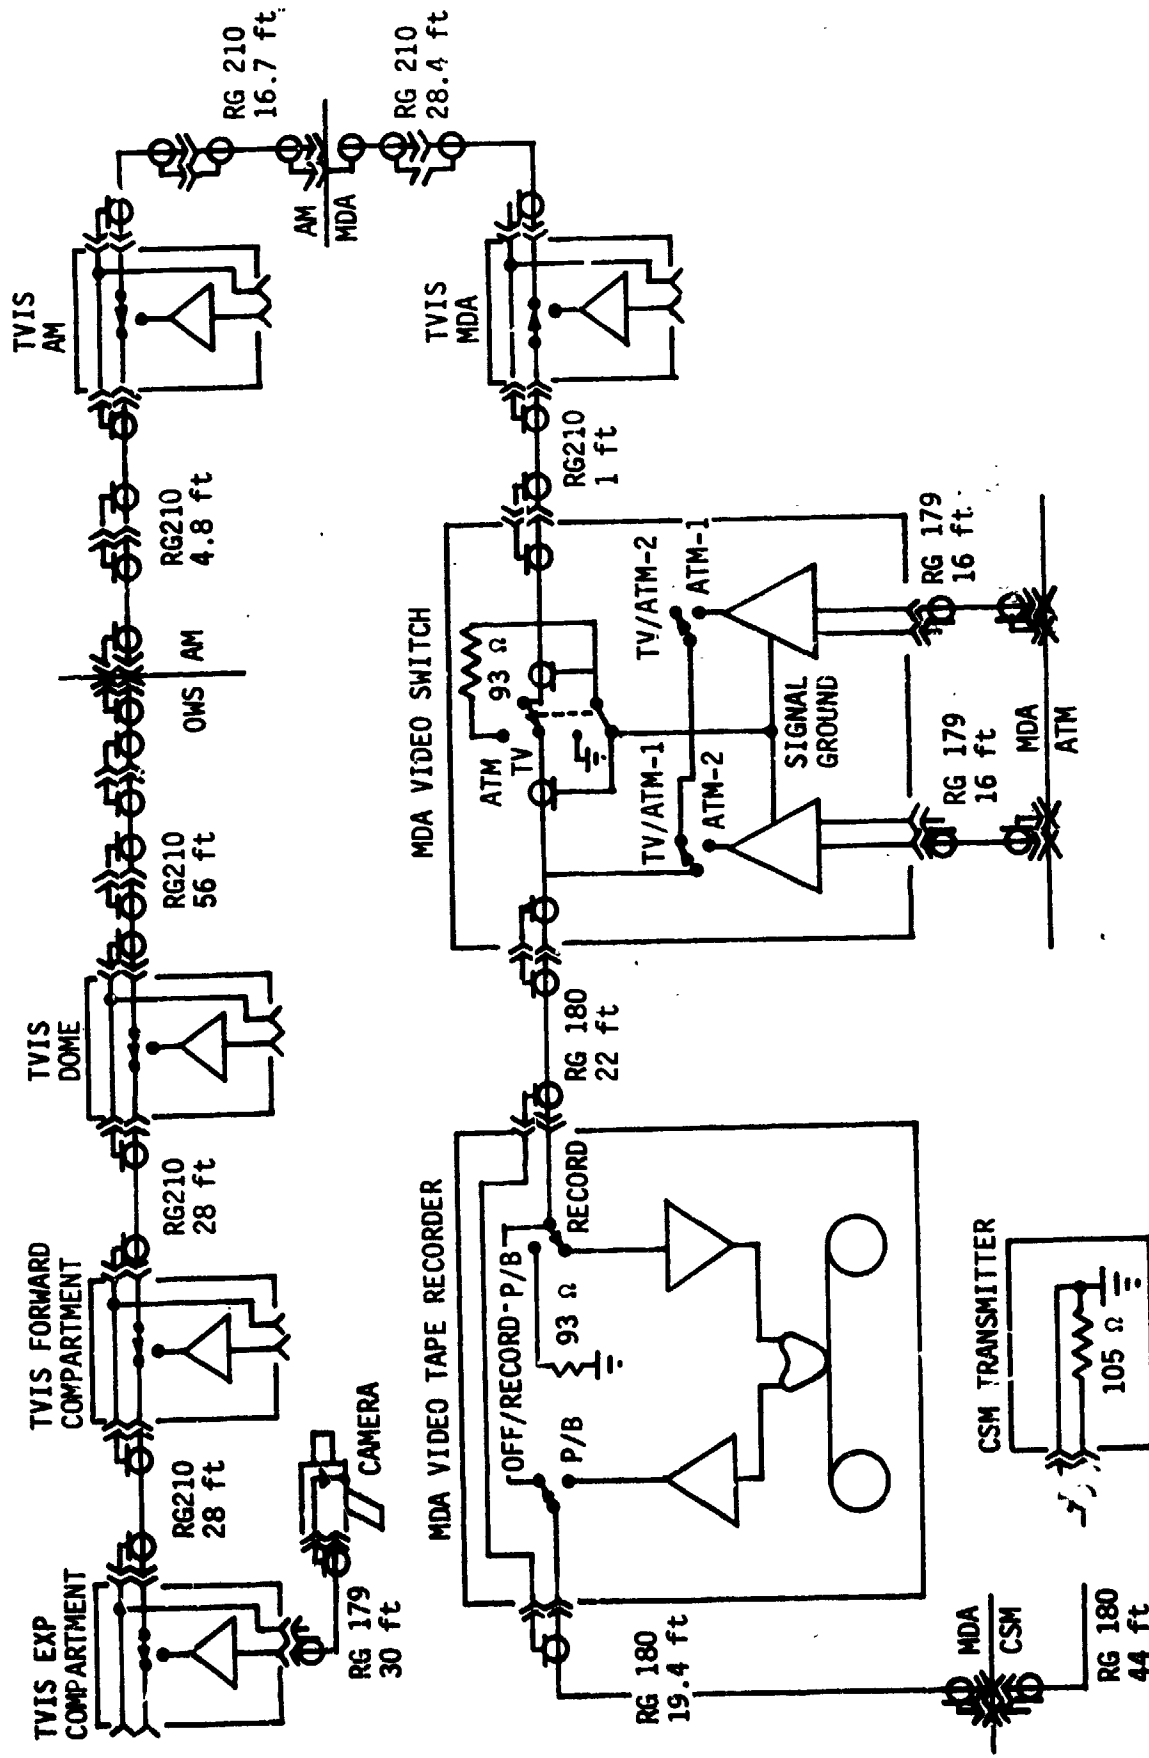 TVIS EXP
COMPARTMENT
RG210
28 ft
TVIS FORWARD
COMPARTMENT
RG210
28 ft
TVIS
DOME
RG210
56 ft
OWS
AM
RG210
4.8 ft
TVIS
AM
RG 210
16.7 ft
AM
MDA
RG 210
28.4 ft
RG 179
30 ft
CAMERA
TVIS
MDA
RG210
1 ft
MDA VIDEO SWITCH
93 Ω
ATM
TV
TV/ATM-1
ATM-2
TV/ATM-2
ATM-1
SIGNAL
GROUND
RG 179
16 ft
RG 179
16 ft
MDA
ATM
RG 180
22 ft
MDA VIDEO TAPE RECORDER
OFF/RECORD-P/B
P/B
93 Ω
RECORD
RG 180
19.4 ft
MDA
CSM
RG 180
44 ft
CSM TRANSMITTER
105 Ω